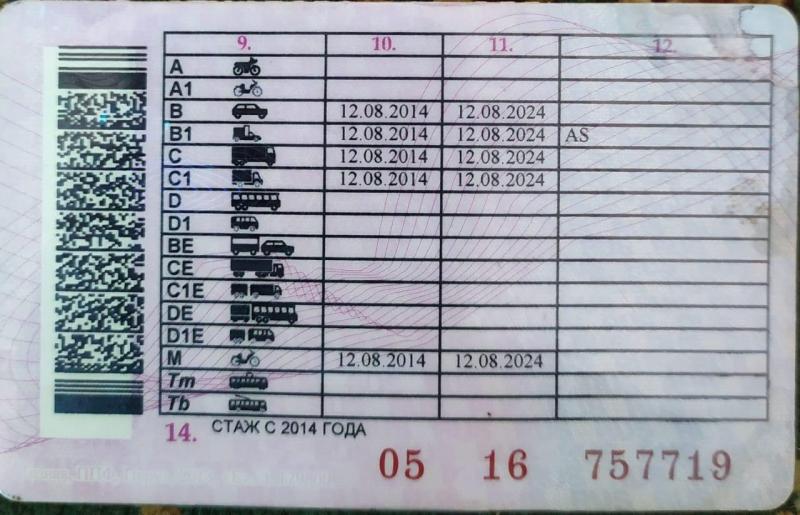 9. 10. 11. 12.
A
A1
B 12.08.2014 12.08.2024
B1 12.08.2014 12.08.2024 AS
C 12.08.2014 12.08.2024
C1 12.08.2014 12.08.2024
D
D1
BE
CE
C1E
DE
D1E
M 12.08.2014 12.08.2024
Tm
Tb
14. СТАЖ С 2014 ГОДА
05 16 757719